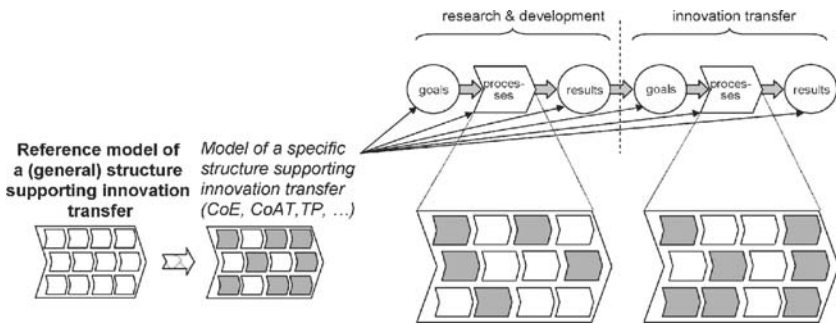 research & development
innovation transfer
goals
proces-
ses
results
goals
proces-
ses
results
Reference model of
a (general) structure
supporting innovation
transfer
Model of a specific
structure supporting
innovation transfer
(CoE, CoAT,TP, ...)